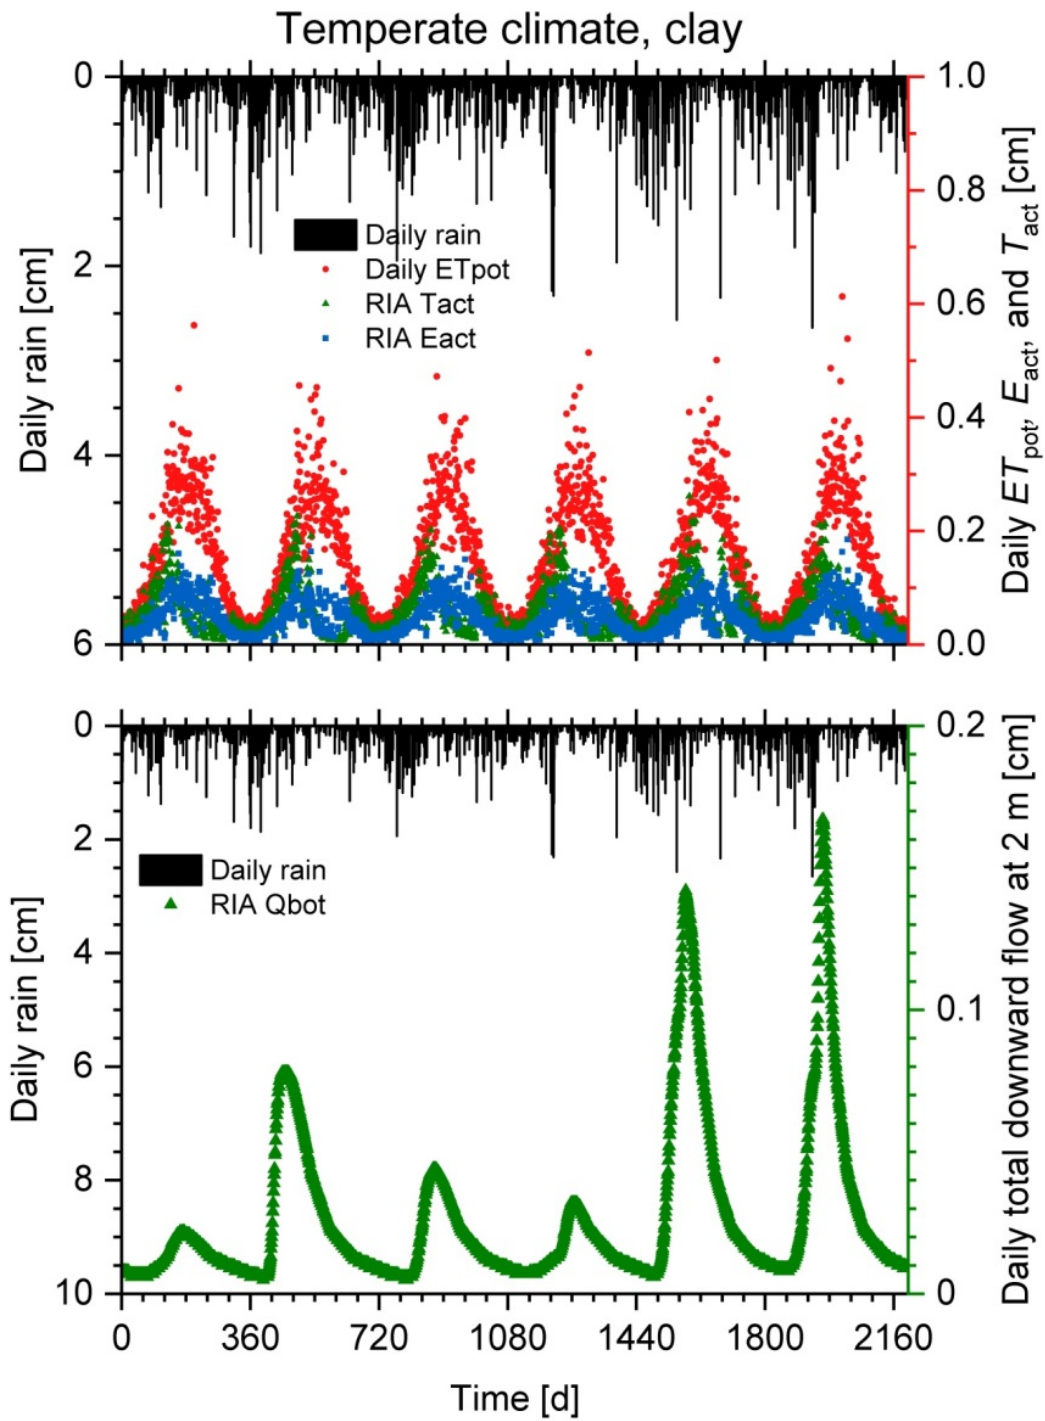 Temperate climate, clay
0
2
4
6
Daily rain [cm]
Daily rain
Daily ETpot
RIA Tact
RIA Eact
1.0
0.8
0.6
0.4
0.2
0.0
Daily ETpot, Eact, and Tact [cm]
0
2
4
6
8
10
Daily rain [cm]
Daily rain
RIA Qbot
0.2
0.1
0
Daily total downward flow at 2 m [cm]
0 360 720 1080 1440 1800 2160
Time [d]